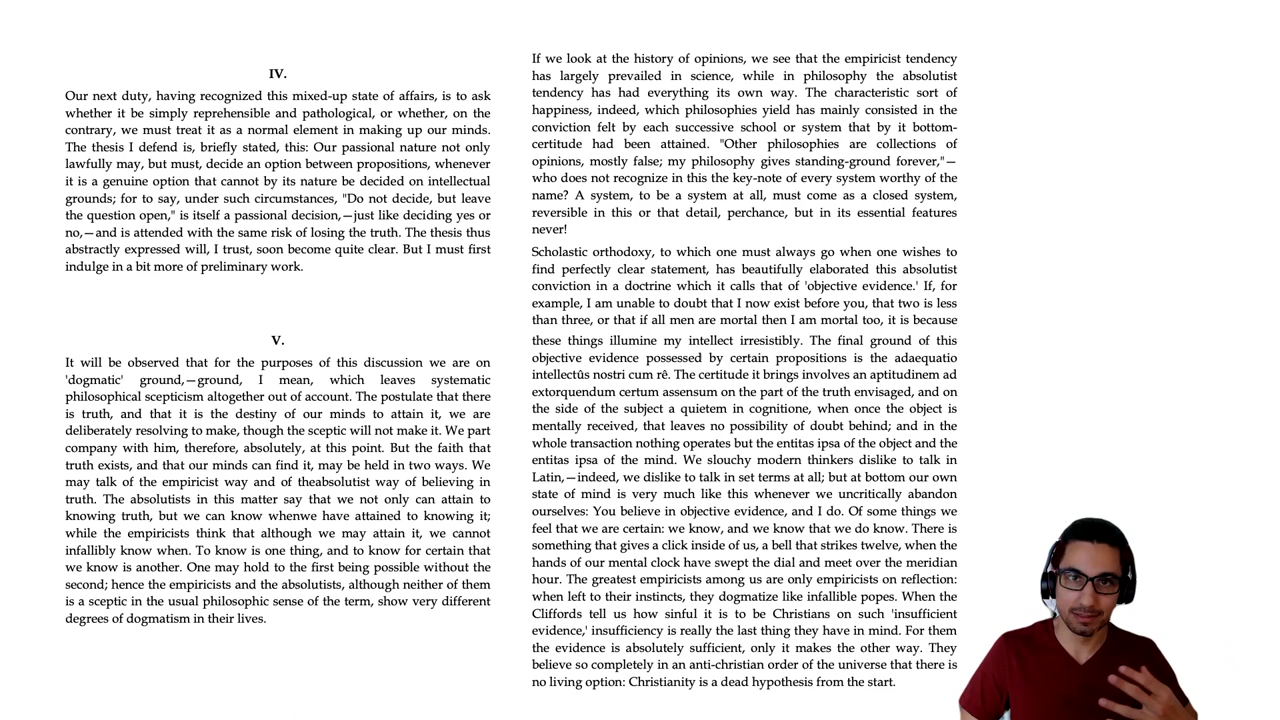 IV.
Our next duty, having recognized this mixed-up state of affairs, is to ask
whether it be simply reprehensible and pathological, or whether, on the
contrary, we must treat it as a normal element in making up our minds.
The thesis I defend is, briefly stated, this: Our passional nature not only
lawfully may, but must, decide an option between propositions, whenever
it is a genuine option that cannot by its nature be decided on intellectual
grounds; for to say, under such circumstances, "Do not decide, but leave
the question open," is itself a passional decision,—just like deciding yes or
no,—and is attended with the same risk of losing the truth. The thesis thus
abstractly expressed will, I trust, soon become quite clear. But I must first
indulge in a bit more of preliminary work.
V.
It will be observed that for the purposes of this discussion we are on
'dogmatic' ground,—ground, I mean, which leaves systematic
philosophical scepticism altogether out of account. The postulate that there
is truth, and that it is the destiny of our minds to attain it, we are
deliberately resolving to make, though the sceptic will not make it. We part
company with him, therefore, absolutely, at this point. But the faith that
truth exists, and that our minds can find it, may be held in two ways. We
may talk of the empiricist way and of theabsolutist way of believing in
truth. The absolutists in this matter say that we not only can attain to
knowing truth, but we can know whenwe have attained to knowing it;
while the empiricists think that although we may attain it, we cannot
infallibly know when. To know is one thing, and to know for certain that
we know is another. One may hold to the first being possible without the
second; hence the empiricists and the absolutists, although neither of them
is a sceptic in the usual philosophic sense of the term, show very different
degrees of dogmatism in their lives.
If we look at the history of opinions, we see that the empiricist tendency
has largely prevailed in science, while in philosophy the absolutist
tendency has had everything its own way. The characteristic sort of
happiness, indeed, which philosophies yield has mainly consisted in the
conviction felt by each successive school or system that by it bottom-
certitude had been attained. "Other philosophies are collections of
opinions, mostly false; my philosophy gives standing-ground forever,"—
who does not recognize in this the key-note of every system worthy of the
name? A system, to be a system at all, must come as a closed system,
reversible in this or that detail, perchance, but in its essential features
never!
Scholastic orthodoxy, to which one must always go when one wishes to
find perfectly clear statement, has beautifully elaborated this absolutist
conviction in a doctrine which it calls that of 'objective evidence.' If, for
example, I am unable to doubt that I now exist before you, that two is less
than three, or that if all men are mortal then I am mortal too, it is because
these things illumine my intellect irresistibly. The final ground of this
objective evidence possessed by certain propositions is the adaequatio
intellectûs nostri cum rê. The certitude it brings involves an aptitudinem ad
extorquendum certum assensum on the part of the truth envisaged, and on
the side of the subject a quietem in cognitione, when once the object is
mentally received, that leaves no possibility of doubt behind; and in the
whole transaction nothing operates but the entitas ipsa of the object and the
entitas ipsa of the mind. We slouchy modern thinkers dislike to talk in
Latin,—indeed, we dislike to talk in set terms at all; but at bottom our own
state of mind is very much like this whenever we uncritically abandon
ourselves: You believe in objective evidence, and I do. Of some things we
feel that we are certain: we know, and we know that we do know. There is
something that gives a click inside of us, a bell that strikes twelve, when the
hands of our mental clock have swept the dial and meet over the meridian
hour. The greatest empiricists among us are only empiricists on reflection:
when left to their instincts, they dogmatize like infallible popes. When the
Cliffords tell us how sinful it is to be Christians on such 'insufficient
evidence,' insufficiency is really the last thing they have in mind. For them
the evidence is absolutely sufficient, only it makes the other way. They
believe so completely in an anti-christian order of the universe that there is
no living option: Christianity is a dead hypothesis from the start.